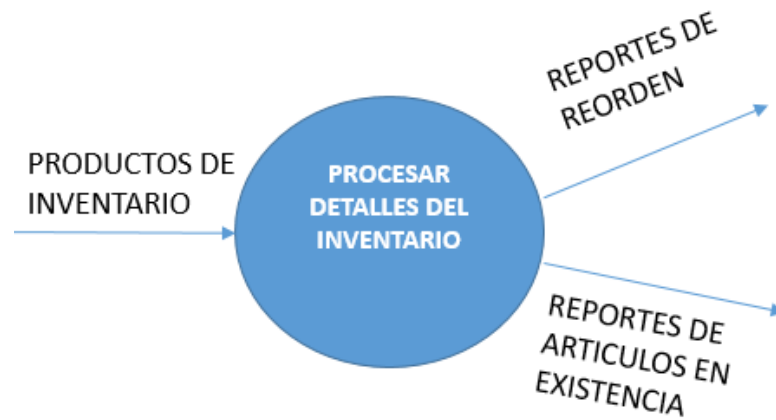 PRODUCTOS DE
INVENTARIO
PROCESAR
DETALLES DEL
INVENTARIO
REPORTES DE
REORDEN
REPORTES DE
ARTICULOS EN
EXISTENCIA